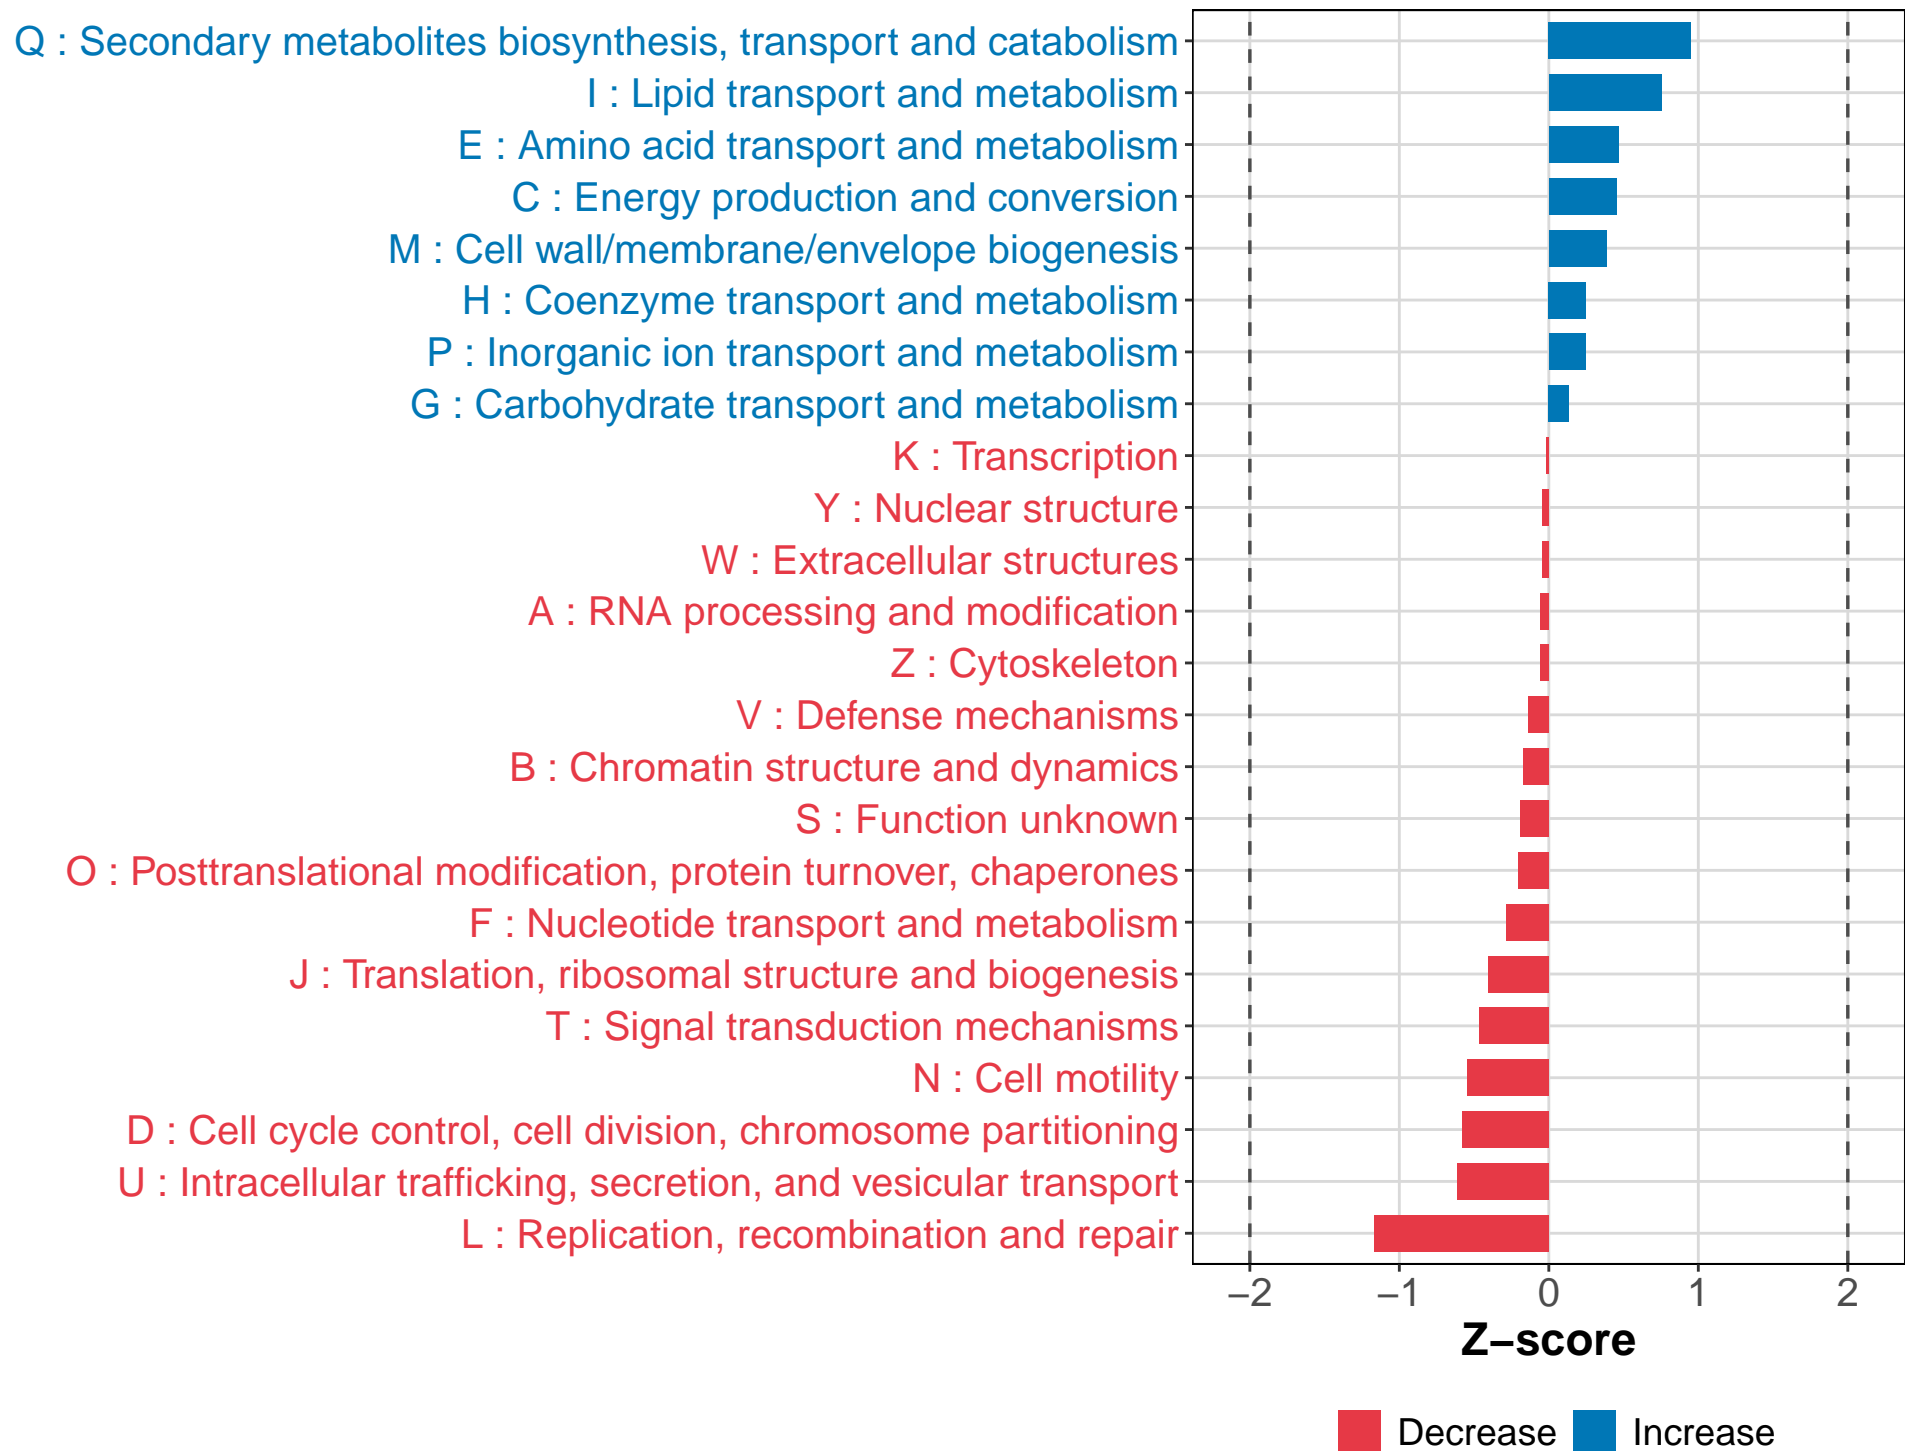 Q : Secondary metabolites biosynthesis, transport and catabolism
I : Lipid transport and metabolism
E : Amino acid transport and metabolism
C : Energy production and conversion
M : Cell wall/membrane/envelope biogenesis
H : Coenzyme transport and metabolism
P : Inorganic ion transport and metabolism
G : Carbohydrate transport and metabolism
K : Transcription
Y : Nuclear structure
W : Extracellular structures
A : RNA processing and modification
Z : Cytoskeleton
V : Defense mechanisms
B : Chromatin structure and dynamics
S : Function unknown
O : Posttranslational modification, protein turnover, chaperones
F : Nucleotide transport and metabolism
J : Translation, ribosomal structure and biogenesis
T : Signal transduction mechanisms
N : Cell motility
D : Cell cycle control, cell division, chromosome partitioning
U : Intracellular trafficking, secretion, and vesicular transport
L : Replication, recombination and repair
−2 −1 0 1 2
Z−score
Decrease Increase